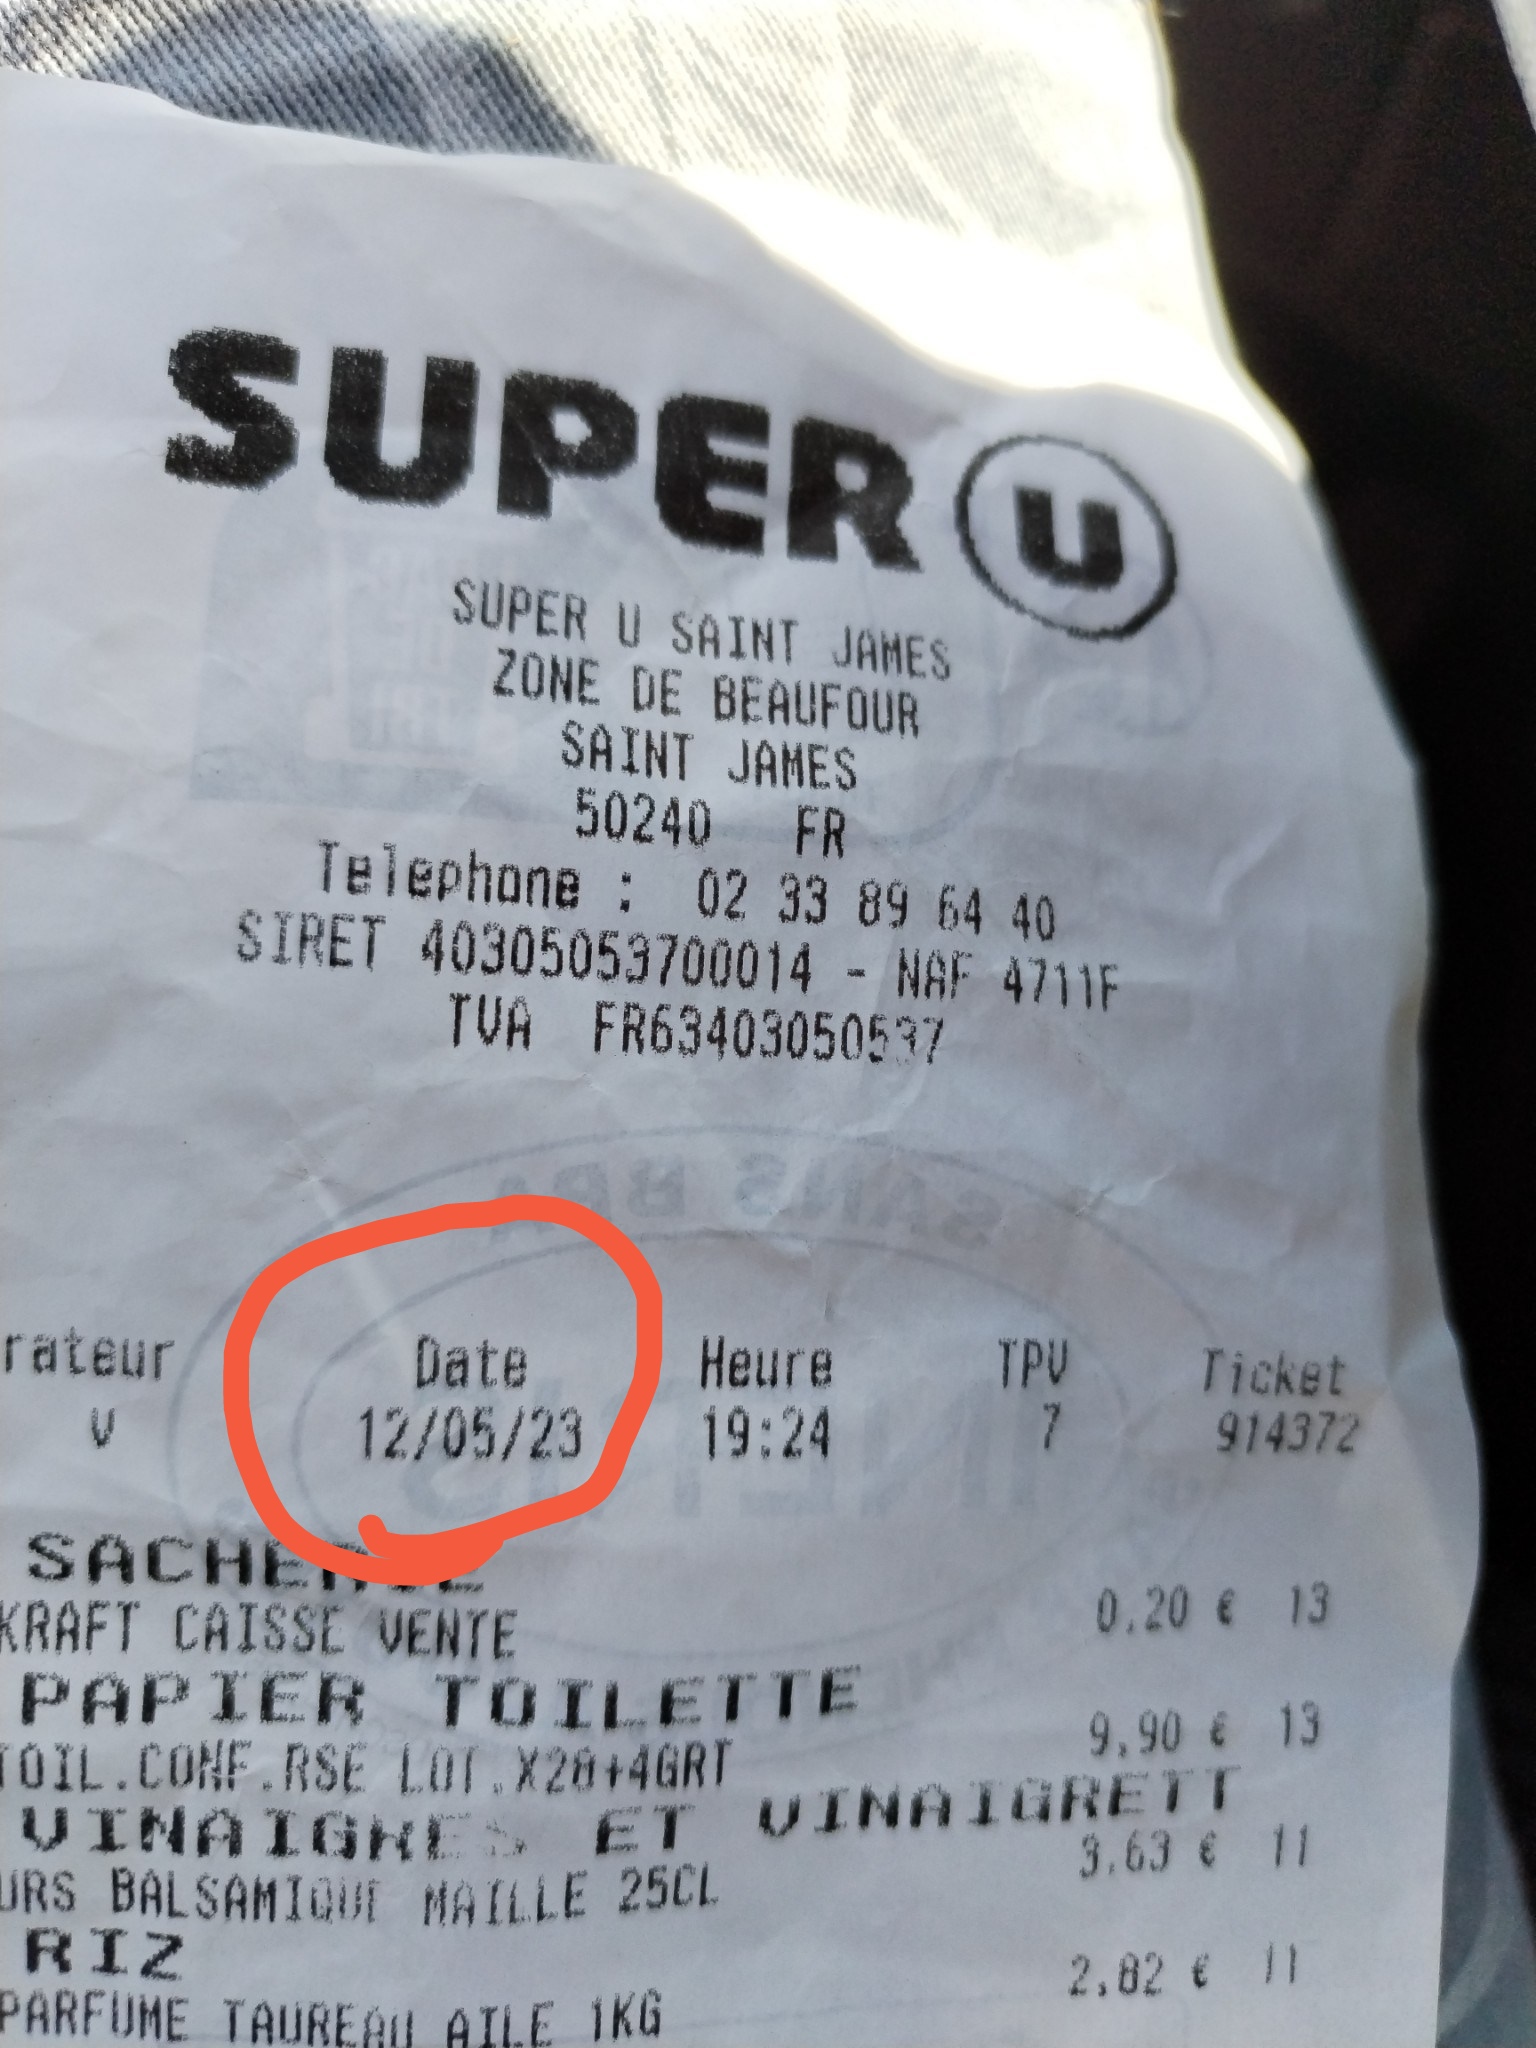 SUPER U
SUPER U SAINT JAMES
ZONE DE BEAUFOUR
SAINT JAMES
50240 FR
Telephone : 02 33 89 64 40
SIRET 40305053700014 - NAF 4711F
TVA FR63403050537
rateur Date Heure TPV Ticket
V 12/05/23 19:24 7 914372
SACHERIE
KRAFT CAISSE VENTE 0,20 € 13
PAPIER TOILETTE
TOIL.CONF.RSE LOT.X20+4GRT 9,90 € 13
VINAIGRES ET VINAIGRETT
URS BALSAMIQUE MAILLE 25CL 3,63 € 11
RIZ
PARFUME TAUREAU AILE 1KG 2,82 € 11